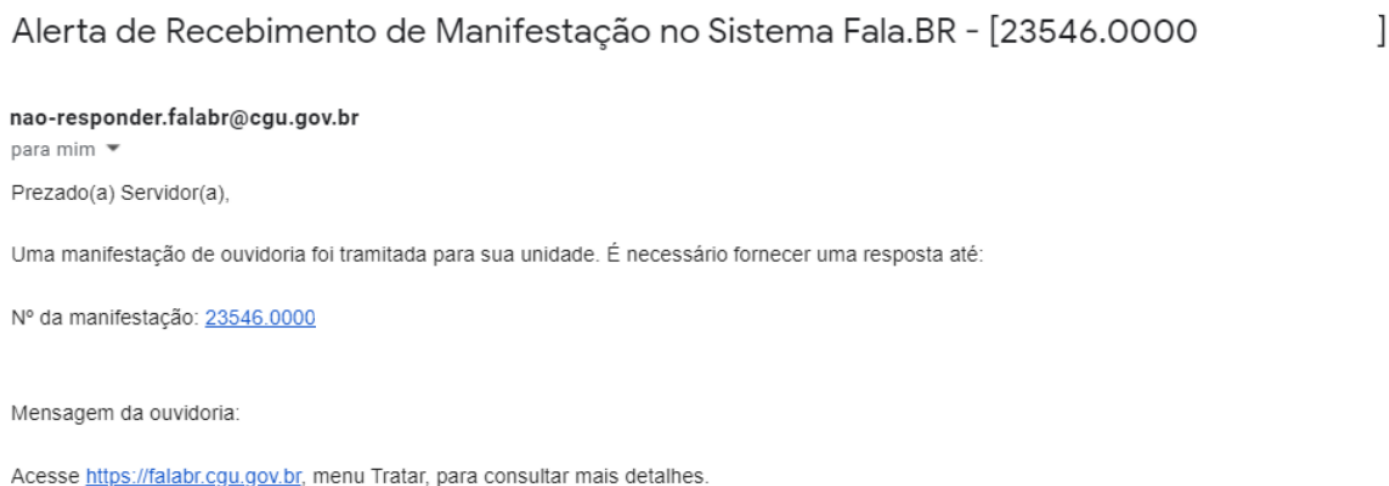 Alerta de Recebimento de Manifestação no Sistema Fala.BR - [23546.0000 ]
nao-responder.falabr@cgu.gov.br
para mim
Prezado(a) Servidor(a),
Uma manifestação de ouvidoria foi tramitada para sua unidade. É necessário fornecer uma resposta até:
Nº da manifestação: 23546.0000
Mensagem da ouvidoria:
Acesse https://falabr.cgu.gov.br, menu Tratar, para consultar mais detalhes.